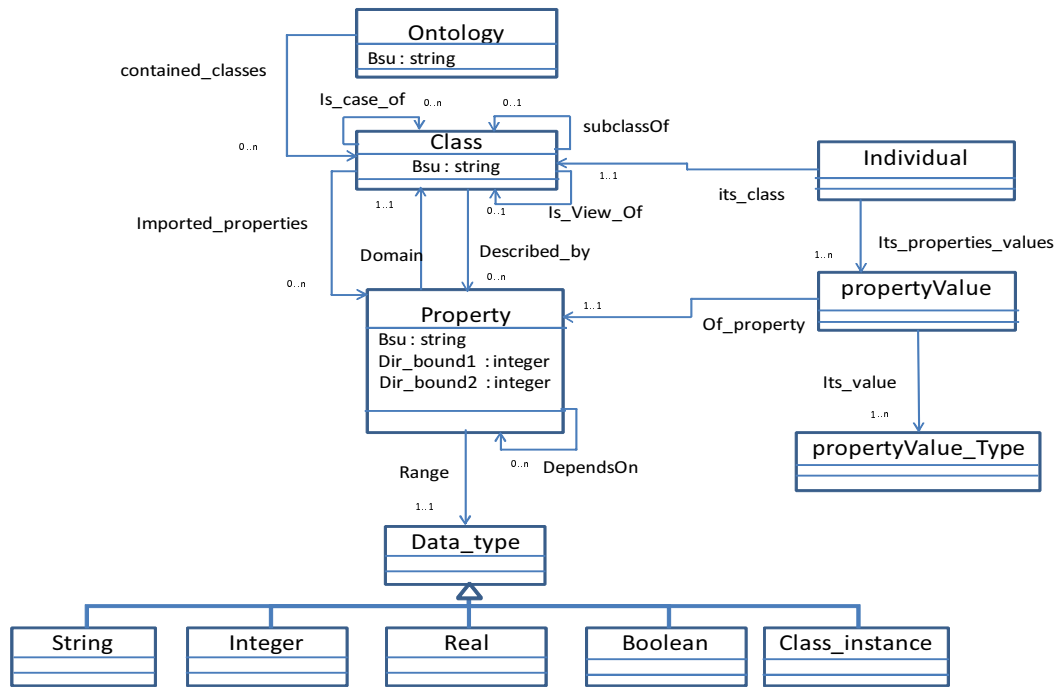 Ontology
Bsu : string
contained_classes
Is_case_of
0..n
0..1
subclassOf
0..n
Class
Bsu : string
Individual
1..1
its_class
Imported_properties
1..1
0..1
Is_View_Of
Domain
Described_by
Its_properties_values
1..n
0..n
0..n
propertyValue
Property
1..1
Of_property
Bsu : string
Dir_bound1 : integer
Dir_bound2 : integer
Its_value
1..n
propertyValue_Type
0..n
DependsOn
Range
1..1
Data_type
String
Integer
Real
Boolean
Class_instance